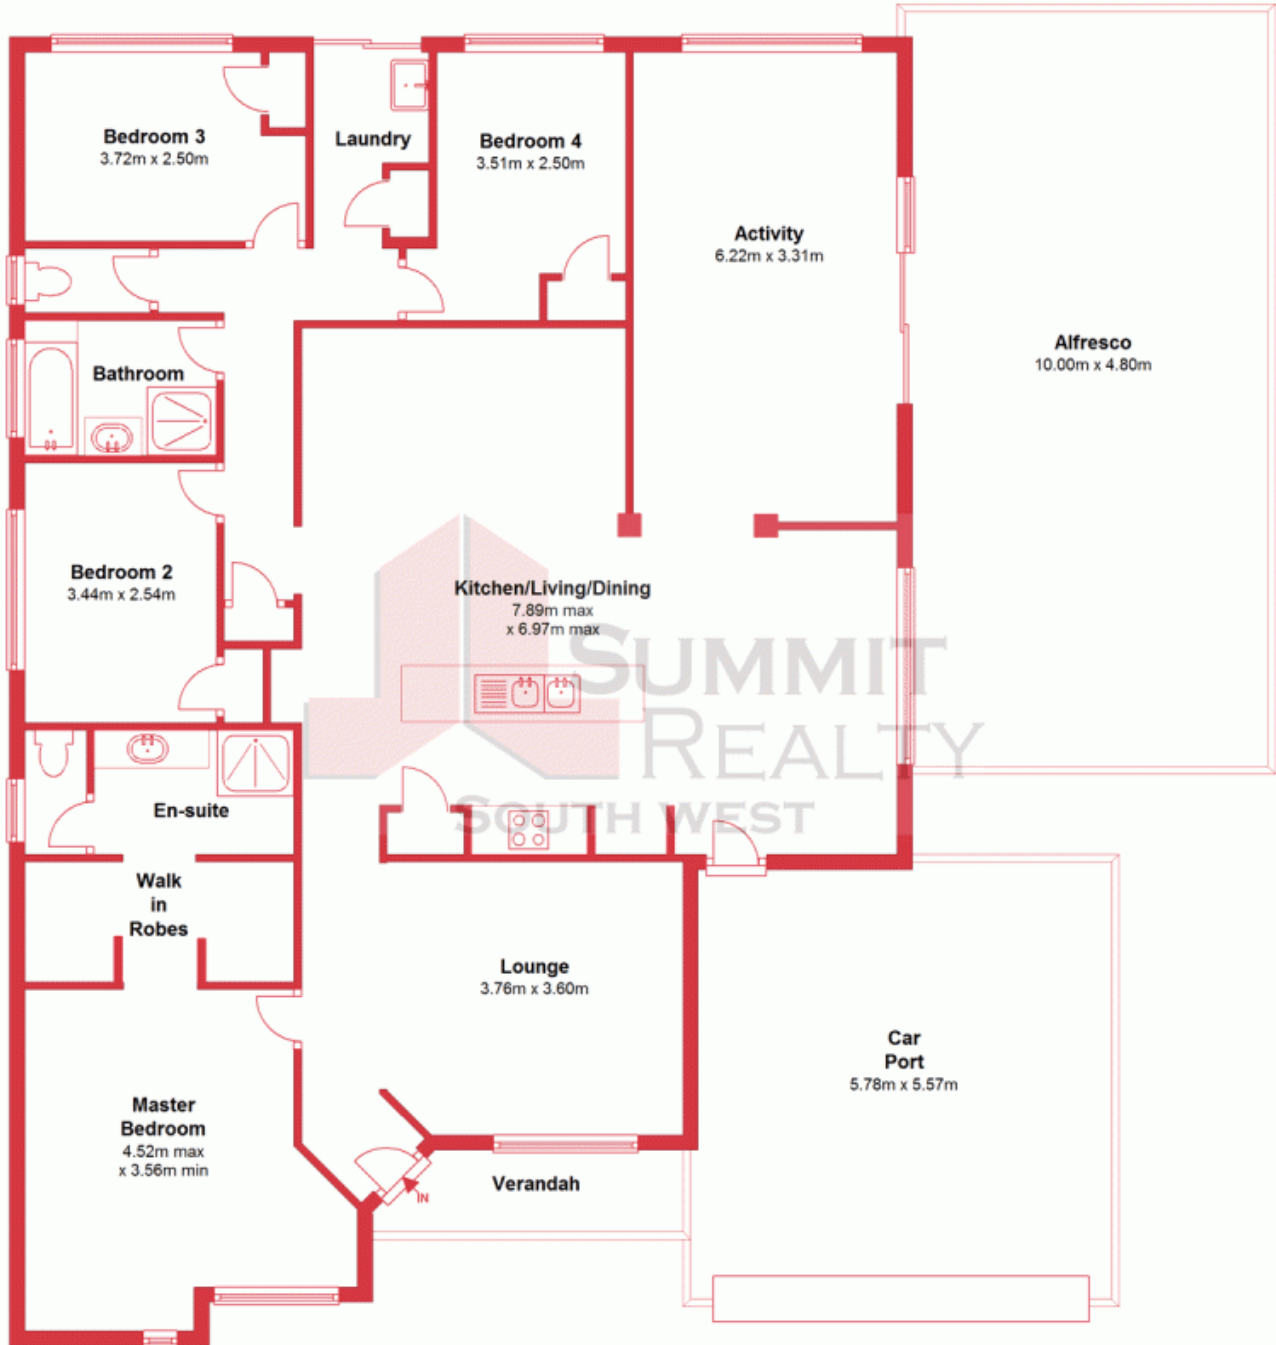 Bedroom 3
3.72m x 2.50m
Laundry
Bedroom 4
3.51m x 2.50m
Activity
6.22m x 3.31m
Alfresco
10.00m x 4.80m
Bathroom
Bedroom 2
3.44m x 2.54m
Kitchen/Living/Dining
7.89m max
x 6.97m max
SUMMIT
REALTY
SOUTH WEST
En-suite
Walk
in
Robes
Lounge
3.76m x 3.60m
Car
Port
5.78m x 5.57m
Master
Bedroom
4.52m max
x 3.56m min
Verandah
IN